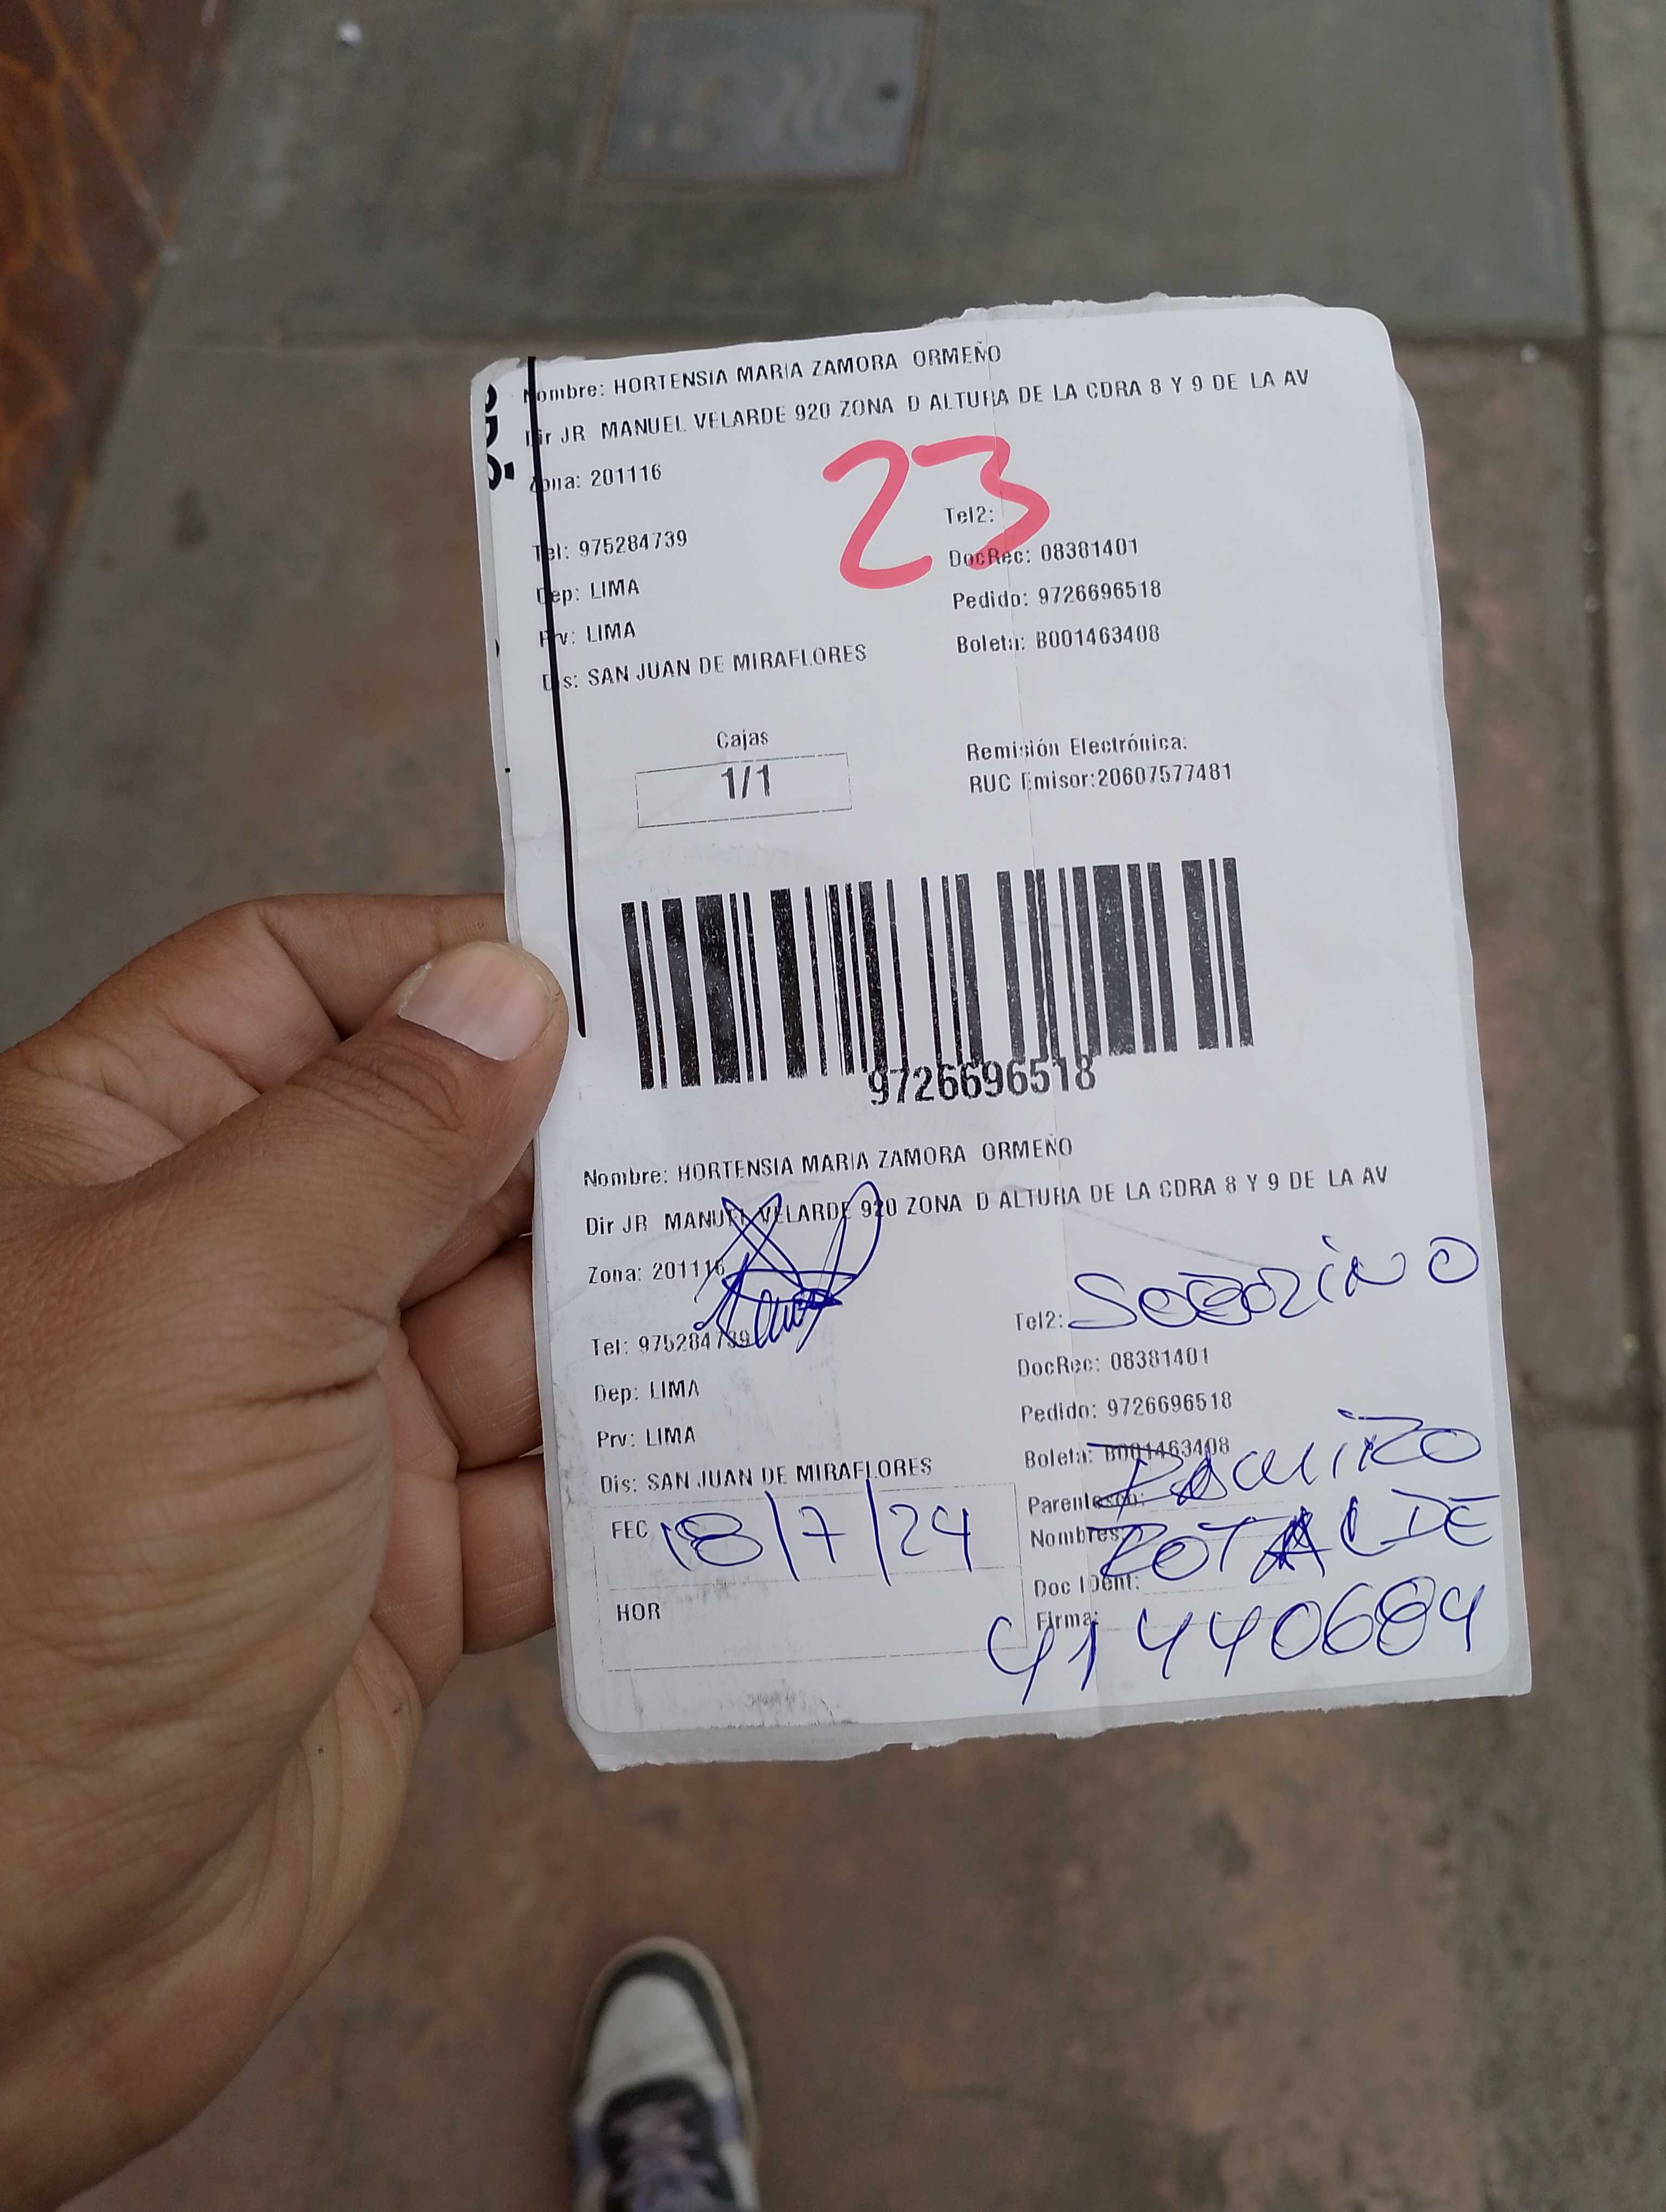 Nombre: HORTENSIA MARIA ZAMORA ORMEÑO
Dir JR MANUEL VELARDE 920 ZONA D ALTURA DE LA CDRA 8 Y 9 DE LA AV
Zona: 201116
23
Tel2:
Tel: 975284739
DocRec: 08381401
Dep: LIMA
Pedido: 9726696518
Prv: LIMA
Boleta: B001463408
Dis: SAN JUAN DE MIRAFLORES
Cajas
1/1
Remisión Electrónica:
RUC Emisor:20607577481
9726696518
Nombre: HORTENSIA MARIA ZAMORA ORMEÑO
Dir JR MANUEL VELARDE 920 ZONA D ALTURA DE LA CDRA 8 Y 9 DE LA AV
Zona: 201116
Tel2: SOBRINO
Tel: 975284739
DocRec: 08381401
Dep: LIMA
Pedido: 9726696518
Prv: LIMA
Boleta: B001463408
Dis: SAN JUAN DE MIRAFLORES
Parentesco:
FEC 18/7/24
Nombres:
Doc Ident:
HOR
Firma: